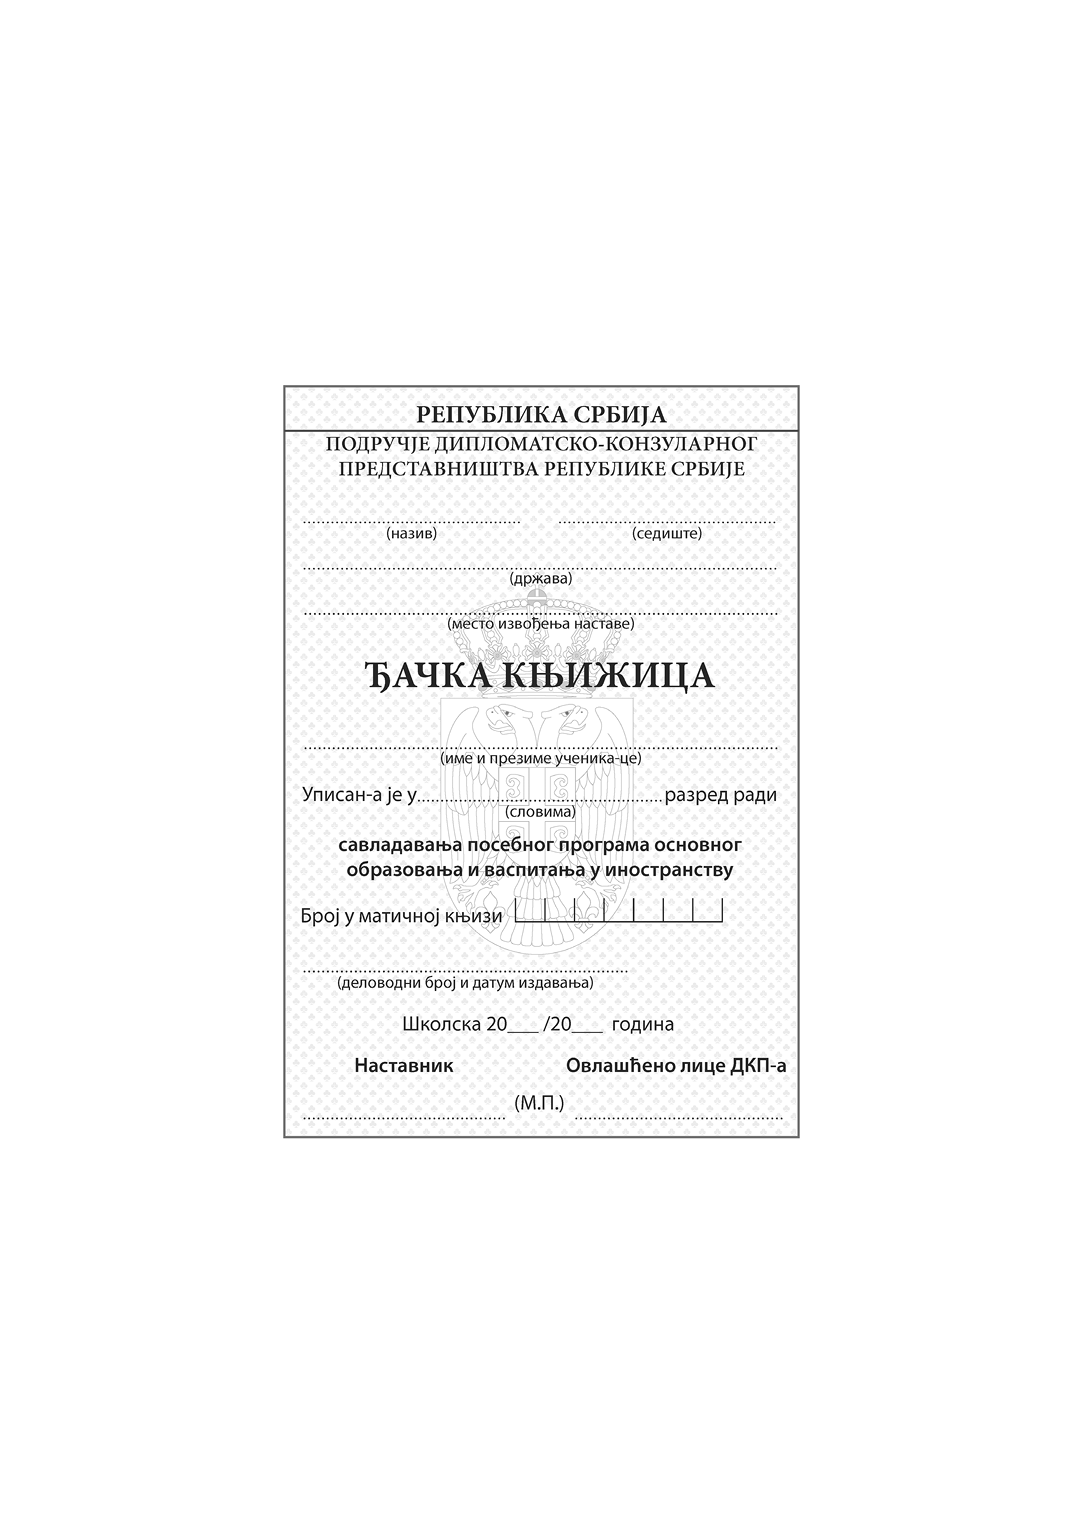 РЕПУБЛИКА СРБИЈА
ПОДРУЧЈЕ ДИПЛОМАТСКО-КОНЗУЛАРНОГ
ПРЕДСТАВНИШТВА РЕПУБЛИКЕ СРБИЈЕ
(назив) (седиште)
(држава)
(место извођења наставе)
ЂАЧКА КЊИЖИЦА
(име и презиме ученика-це)
Уписан-а је у разред ради
(словима)
савладавања посебног програма основног
образовања и васпитања у иностранству
Број у матичној књизи
(деловодни број и датум издавања)
Школска 20___ /20___ година
Наставник Овлашћено лице ДКП-а
(М.П.)